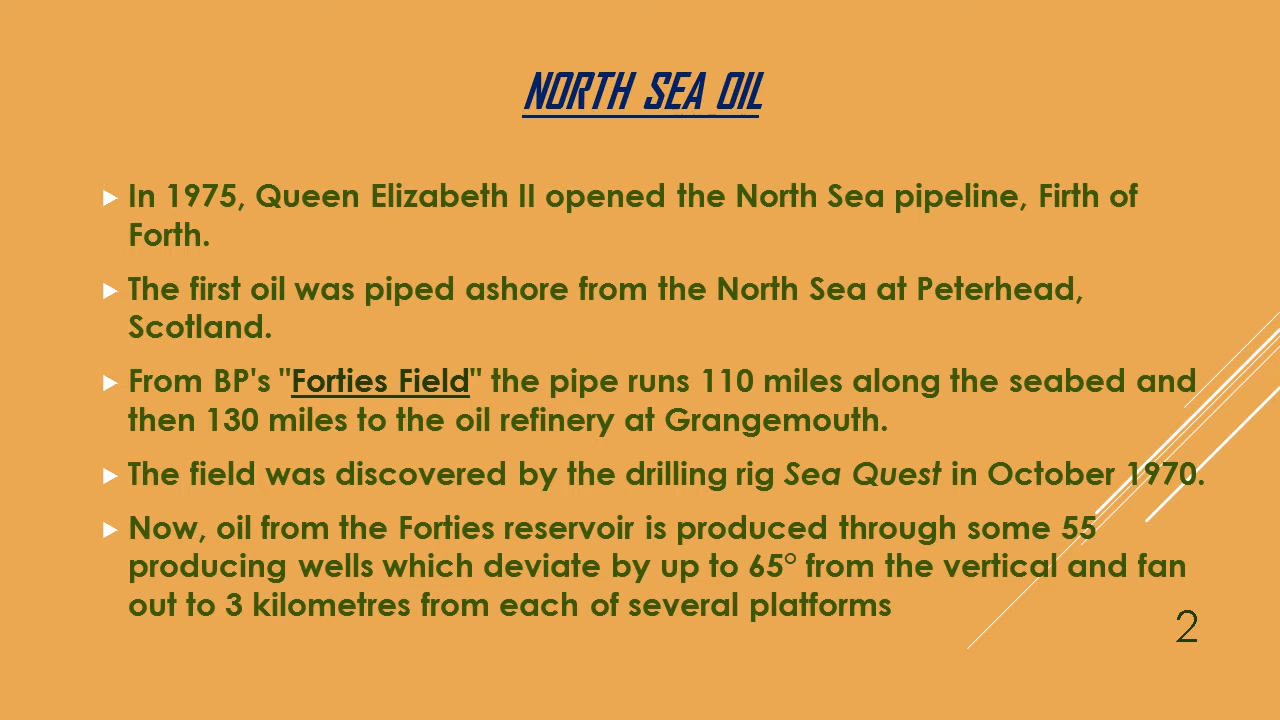 NORTH SEA OIL
In 1975, Queen Elizabeth II opened the North Sea pipeline, Firth of
Forth.
The first oil was piped ashore from the North Sea at Peterhead,
Scotland.
From BP's "Forties Field" the pipe runs 110 miles along the seabed and
then 130 miles to the oil refinery at Grangemouth.
The field was discovered by the drilling rig Sea Quest in October 1970.
Now, oil from the Forties reservoir is produced through some 55
producing wells which deviate by up to 65° from the vertical and fan
out to 3 kilometres from each of several platforms
2